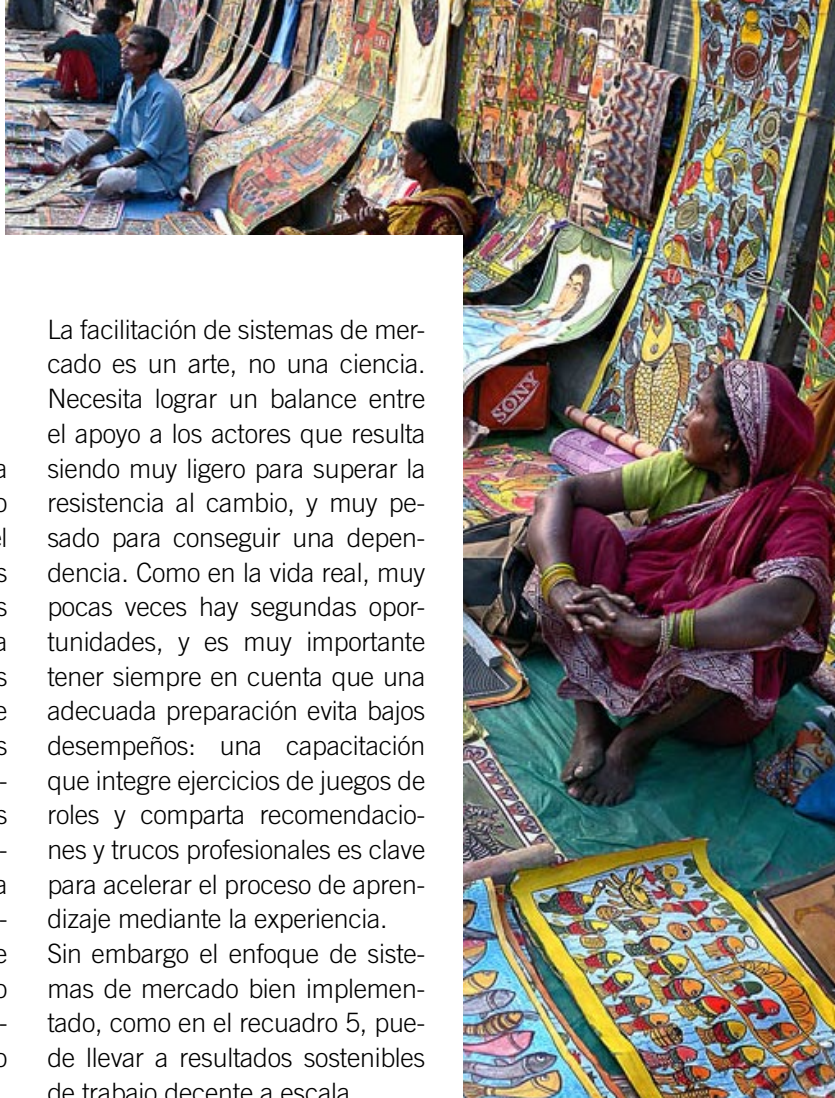 La facilitación de sistemas de mer-
cado es un arte, no una ciencia.
Necesita lograr un balance entre
el apoyo a los actores que resulta
siendo muy ligero para superar la
resistencia al cambio, y muy pe-
sado para conseguir una depen-
dencia. Como en la vida real, muy
pocas veces hay segundas opor-
tunidades, y es muy importante
tener siempre en cuenta que una
adecuada preparación evita bajos
desempeños: una capacitación
que integre ejercicios de juegos de
roles y comparta recomendacio-
nes y trucos profesionales es clave
para acelerar el proceso de apren-
dizaje mediante la experiencia.
Sin embargo el enfoque de siste-
mas de mercado bien implemen-
tado, como en el recuadro 5, pue-
de llevar a resultados sostenibles
de trabajo decente a escala.
SONY